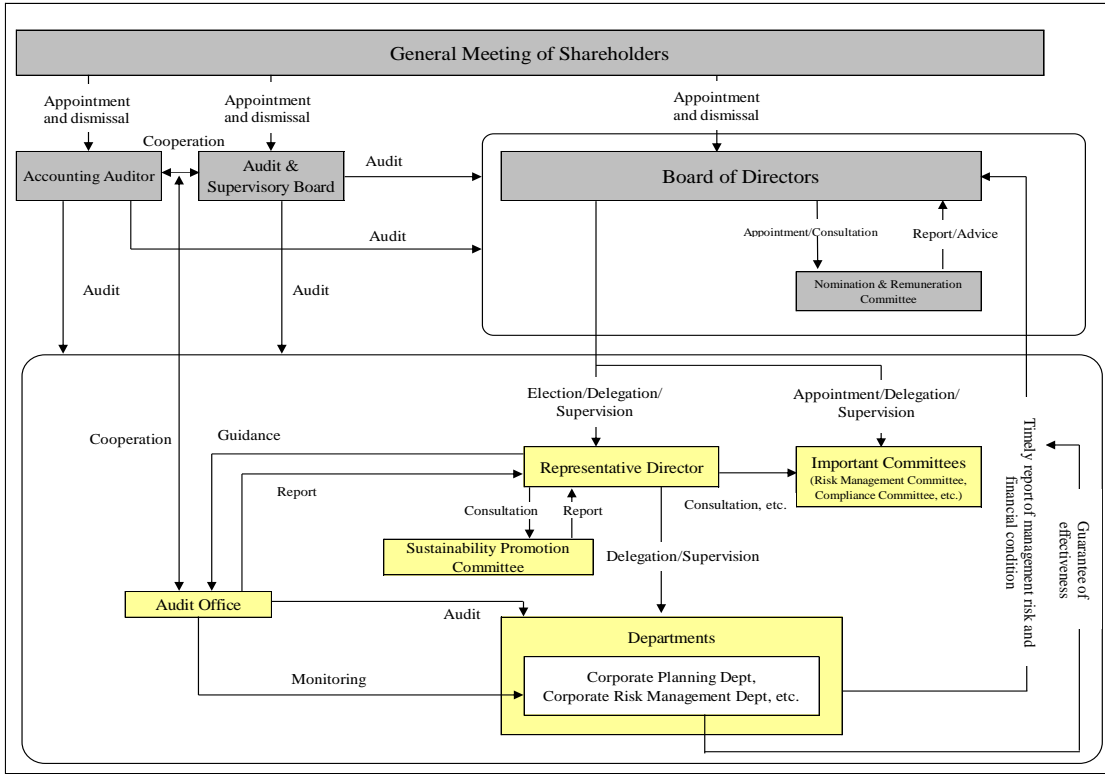 General Meeting of Shareholders
Appointment
and dismissal
Appointment
and dismissal
Appointment
and dismissal
Cooperation
Accounting Auditor
Audit &
Supervisory Board
Audit
Board of Directors
Audit
Appointment/Consultation
Report/Advice
Audit
Audit
Nomination & Remuneration
Committee
Election/Delegation/
Supervision
Appointment/Delegation/
Supervision
Cooperation
Guidance
Representative Director
Important Committees
(Risk Management Committee,
Compliance Committee, etc.)
Report
Consultation
Report
Consultation, etc.
Sustainability Promotion
Committee
Delegation/Supervision
Timely report of management risk and
financial condition
Guarantee of
effectiveness
Audit Office
Audit
Departments
Monitoring
Corporate Planning Dept,
Corporate Risk Management Dept, etc.